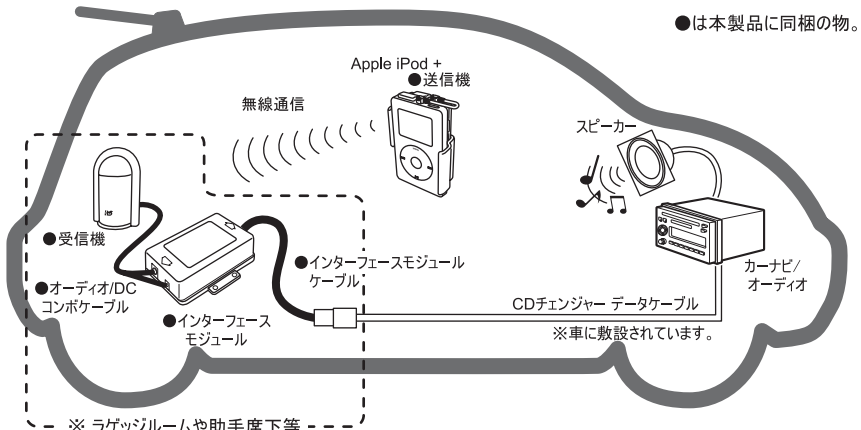 ●は本製品に同梱の物。
Apple iPod +
●送信機
無線通信
スピーカー
●受信機
●オーディオ/DC
コンボケーブル
●インターフェース
モジュール
●インターフェースモジュール
ケーブル
CDチェンジャー データケーブル
※車に敷設されています。
カーナビ/
オーディオ
※ ラゲッジルームや助手席下等